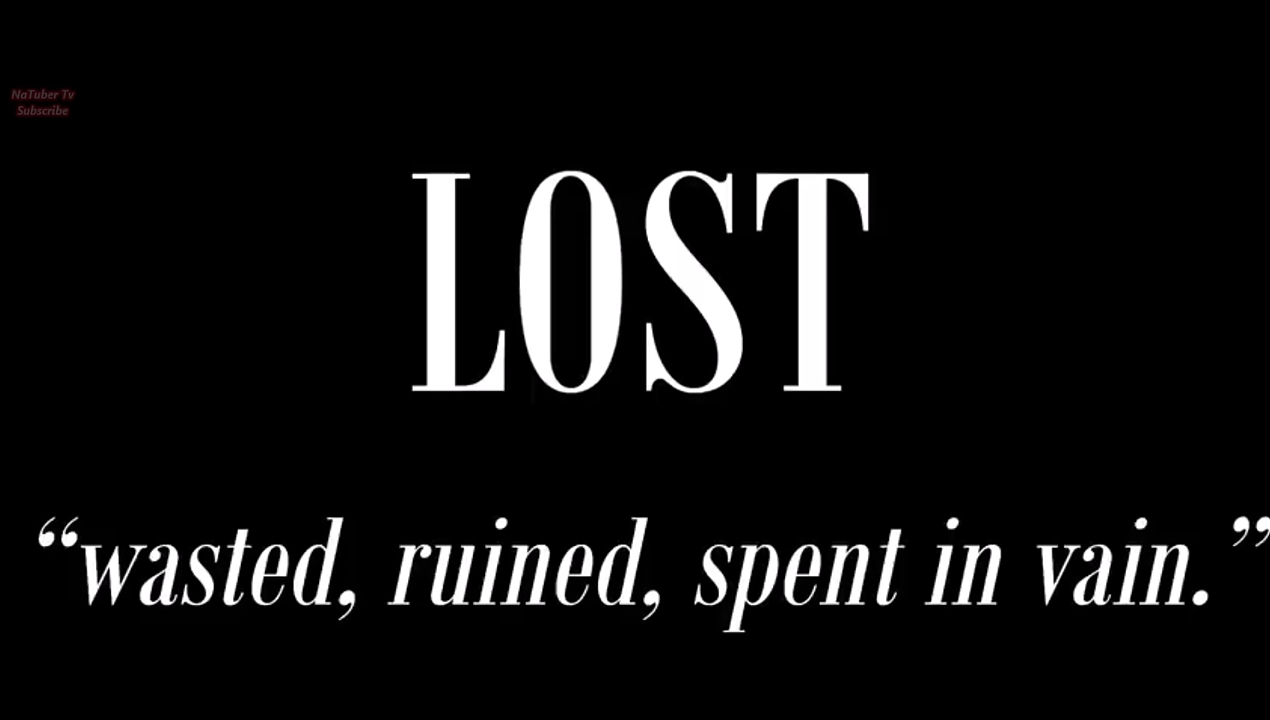 NaTuber Tv
Subscribe
LOST
“wasted, ruined, spent in vain.”